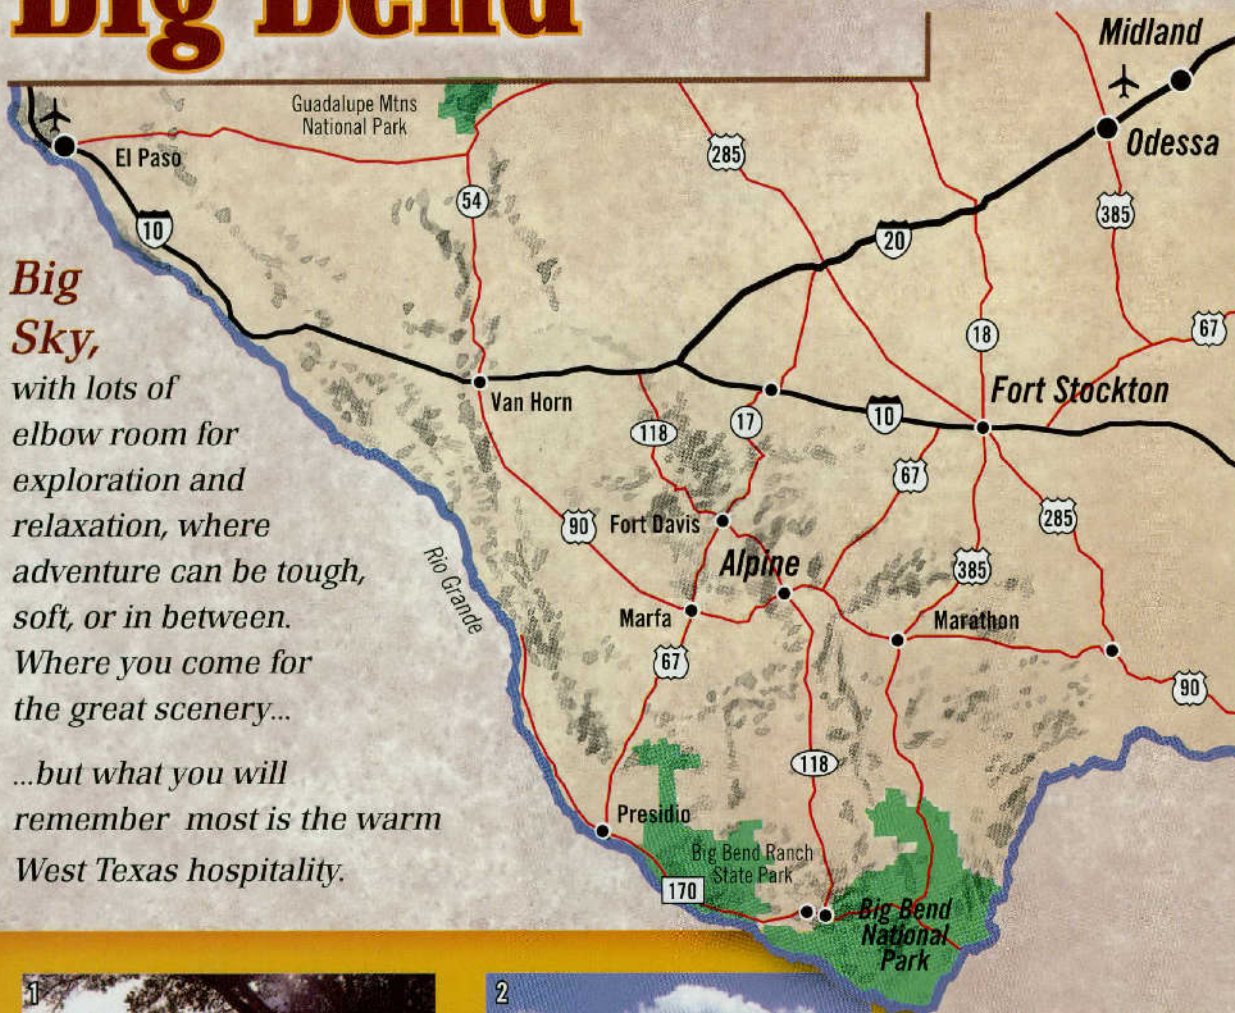 Big Bend
Midland
Guadalupe Mtns
National Park
El Paso
Odessa
285
54
385
10
20
Big
Sky,
with lots of
elbow room for
exploration and
relaxation, where
adventure can be tough,
soft, or in between.
Where you come for
the great scenery...
...but what you will
remember most is the warm
West Texas hospitality.
18
67
Van Horn
Fort Stockton
118
17
10
67
90
Fort Davis
285
Alpine
385
Rio Grande
Marfa
Marathon
67
90
118
Presidio
Big Bend Ranch
State Park
170
Big Bend
National
Park
1
2